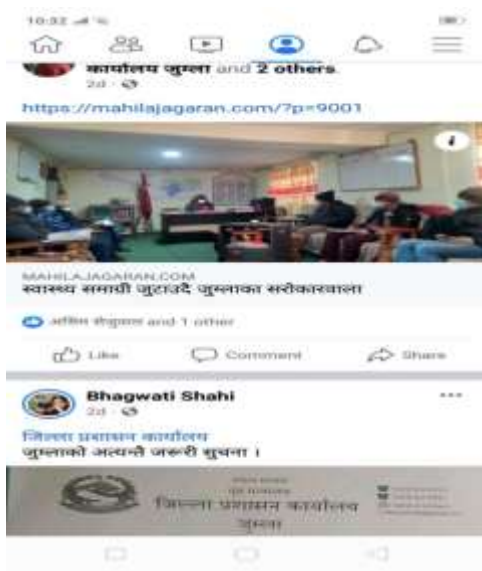 10:32
कार्यालय जुम्ला and 2 others.
2d
https://mahilajagaran.com/?p=9001
MAHILAJAGARAN.COM
स्वास्थ्य समाग्री जुटाउदै जुम्लाका सरोकारवाला
and 1 other
Like Comment Share
Bhagwati Shahi
2d
जिल्ला प्रशासन कार्यालय
जुम्लाको अत्यन्तै जरूरी सुचना ।
जिल्ला प्रशासन कार्यालय
जुम्ला